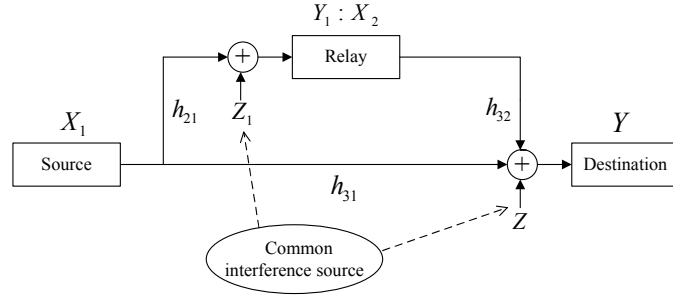 Y₁ : X₂
+
Relay
h₂₁
Z₁
h₃₂
X₁
Y
Source
+
Destination
h₃₁
Z
Common
interference source